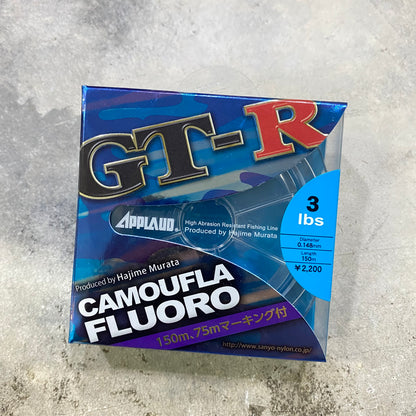 GT-R
APPLAUD®
High Abrasion Resistant Fishing Line
Produced by Hajime Murata
3
lbs
Diameter
0.148mm
Length
150m
¥2,200
Produced by Hajime Murata
CAMOUFLA
FLUORO
150m、75mマーキング付
http://www.sanyo-nylon.co.jp/